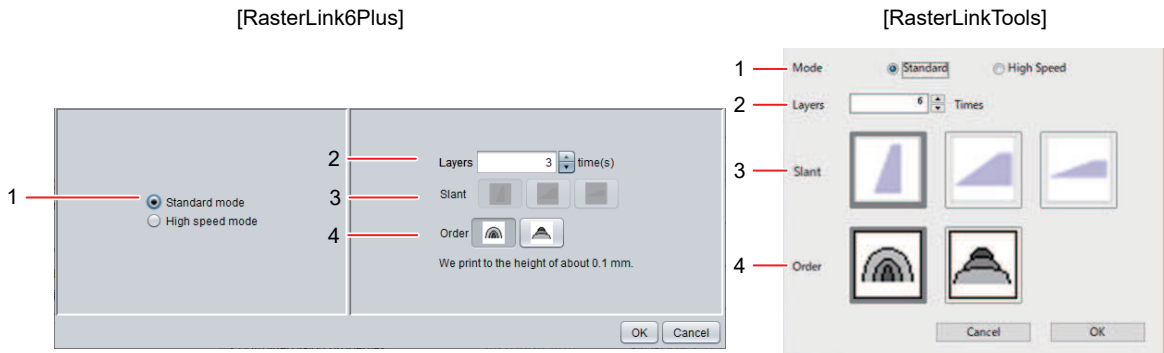 [RasterLink6Plus]
[RasterLinkTools]
1
Standard mode
High speed mode
2
Layers 3 time(s)
3
Slant
4
Order
We print to the height of about 0.1 mm.
OK Cancel
1 Mode Standard High Speed
2 Layers 6 Times
3 Slant
4 Order
Cancel OK